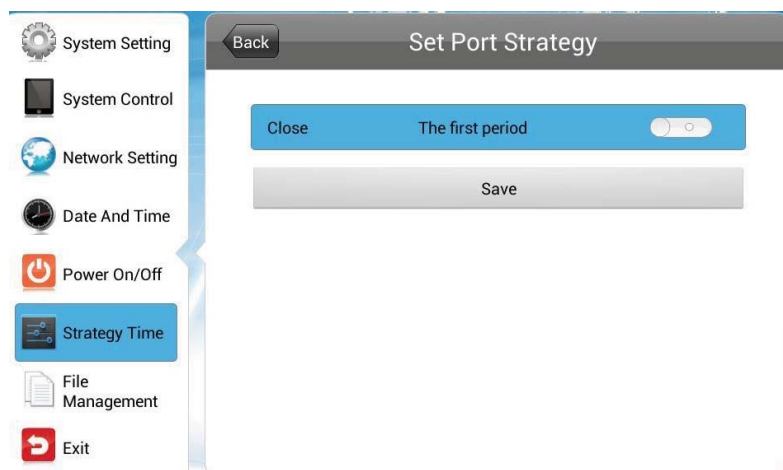 System Setting
System Control
Network Setting
Date And Time
Power On/Off
Strategy Time
File
Management
Exit
Back
Set Port Strategy
Close The first period
Save